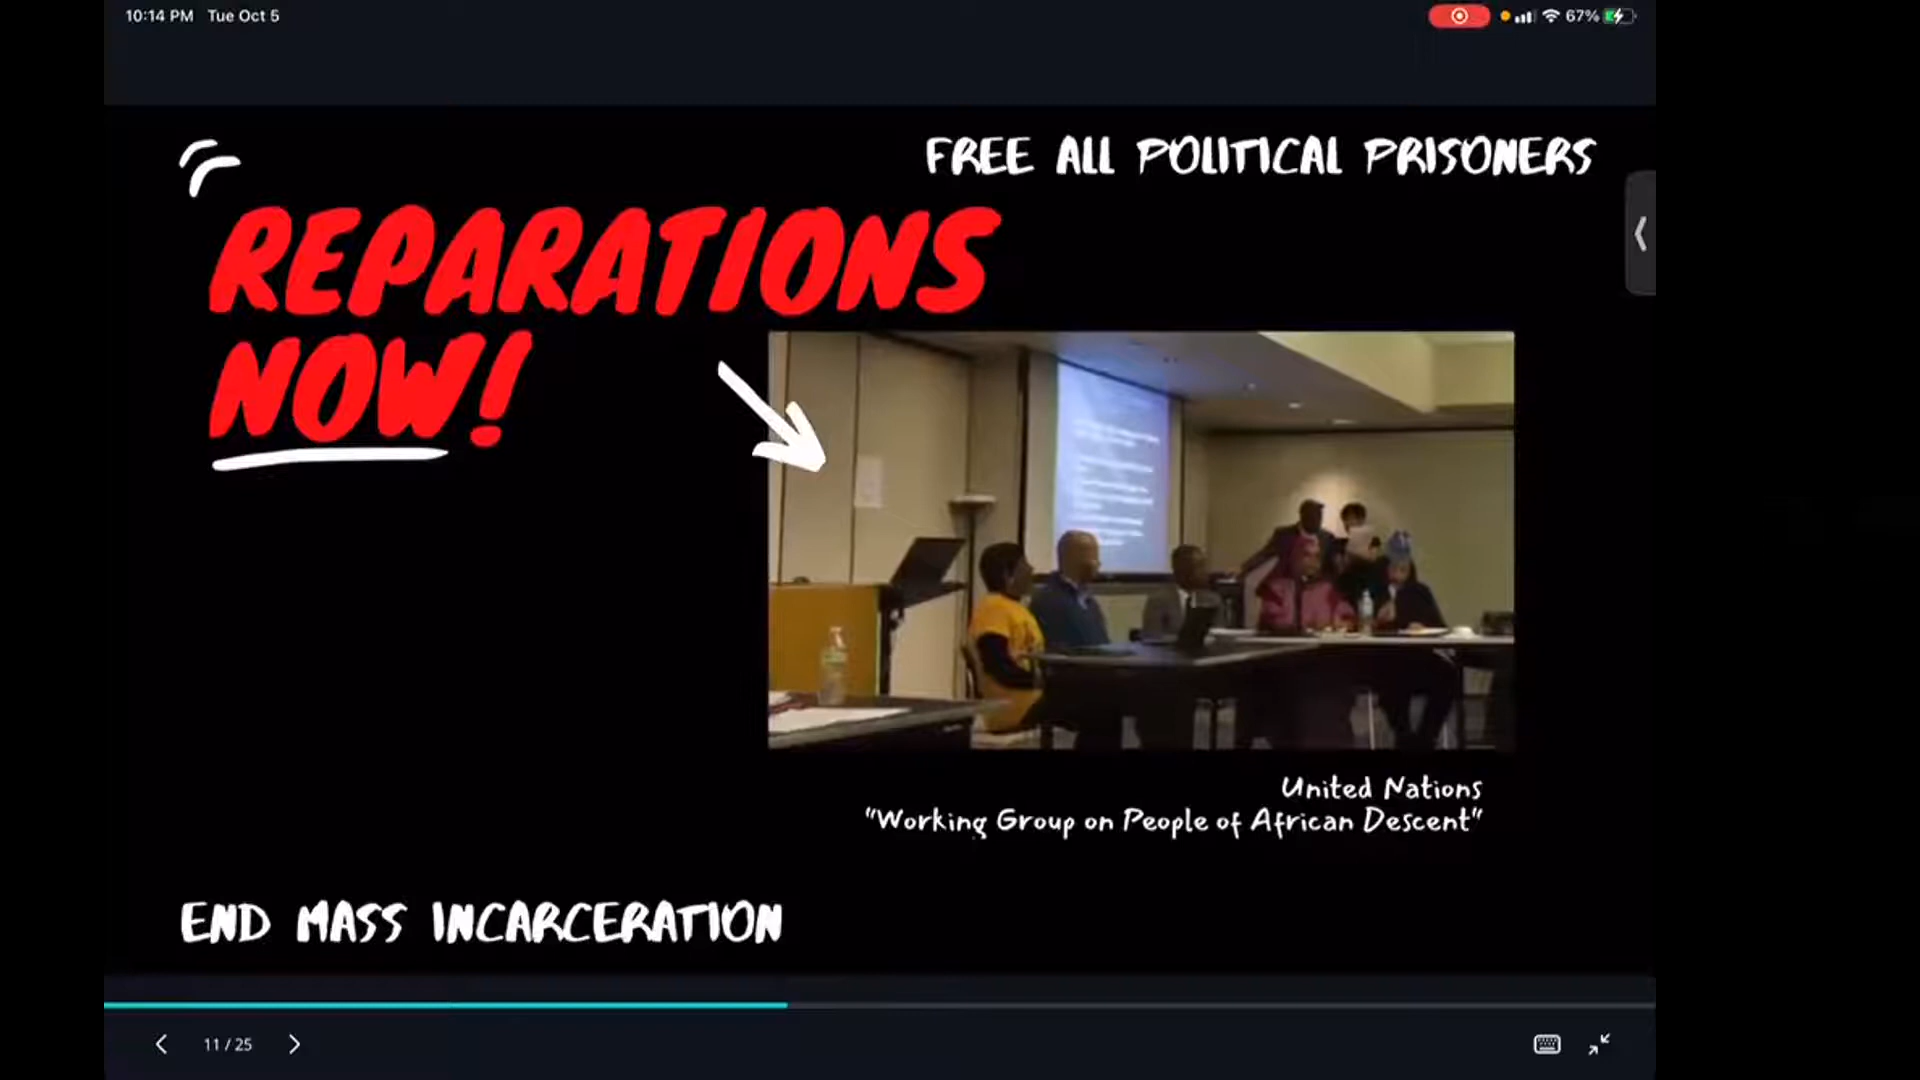 10:14 PM Tue Oct 5
67%
FREE ALL POLITICAL PRISONERS
REPARATIONS
NOW!
United Nations
"Working Group on People of African Descent"
END MASS INCARCERATION
11 / 25